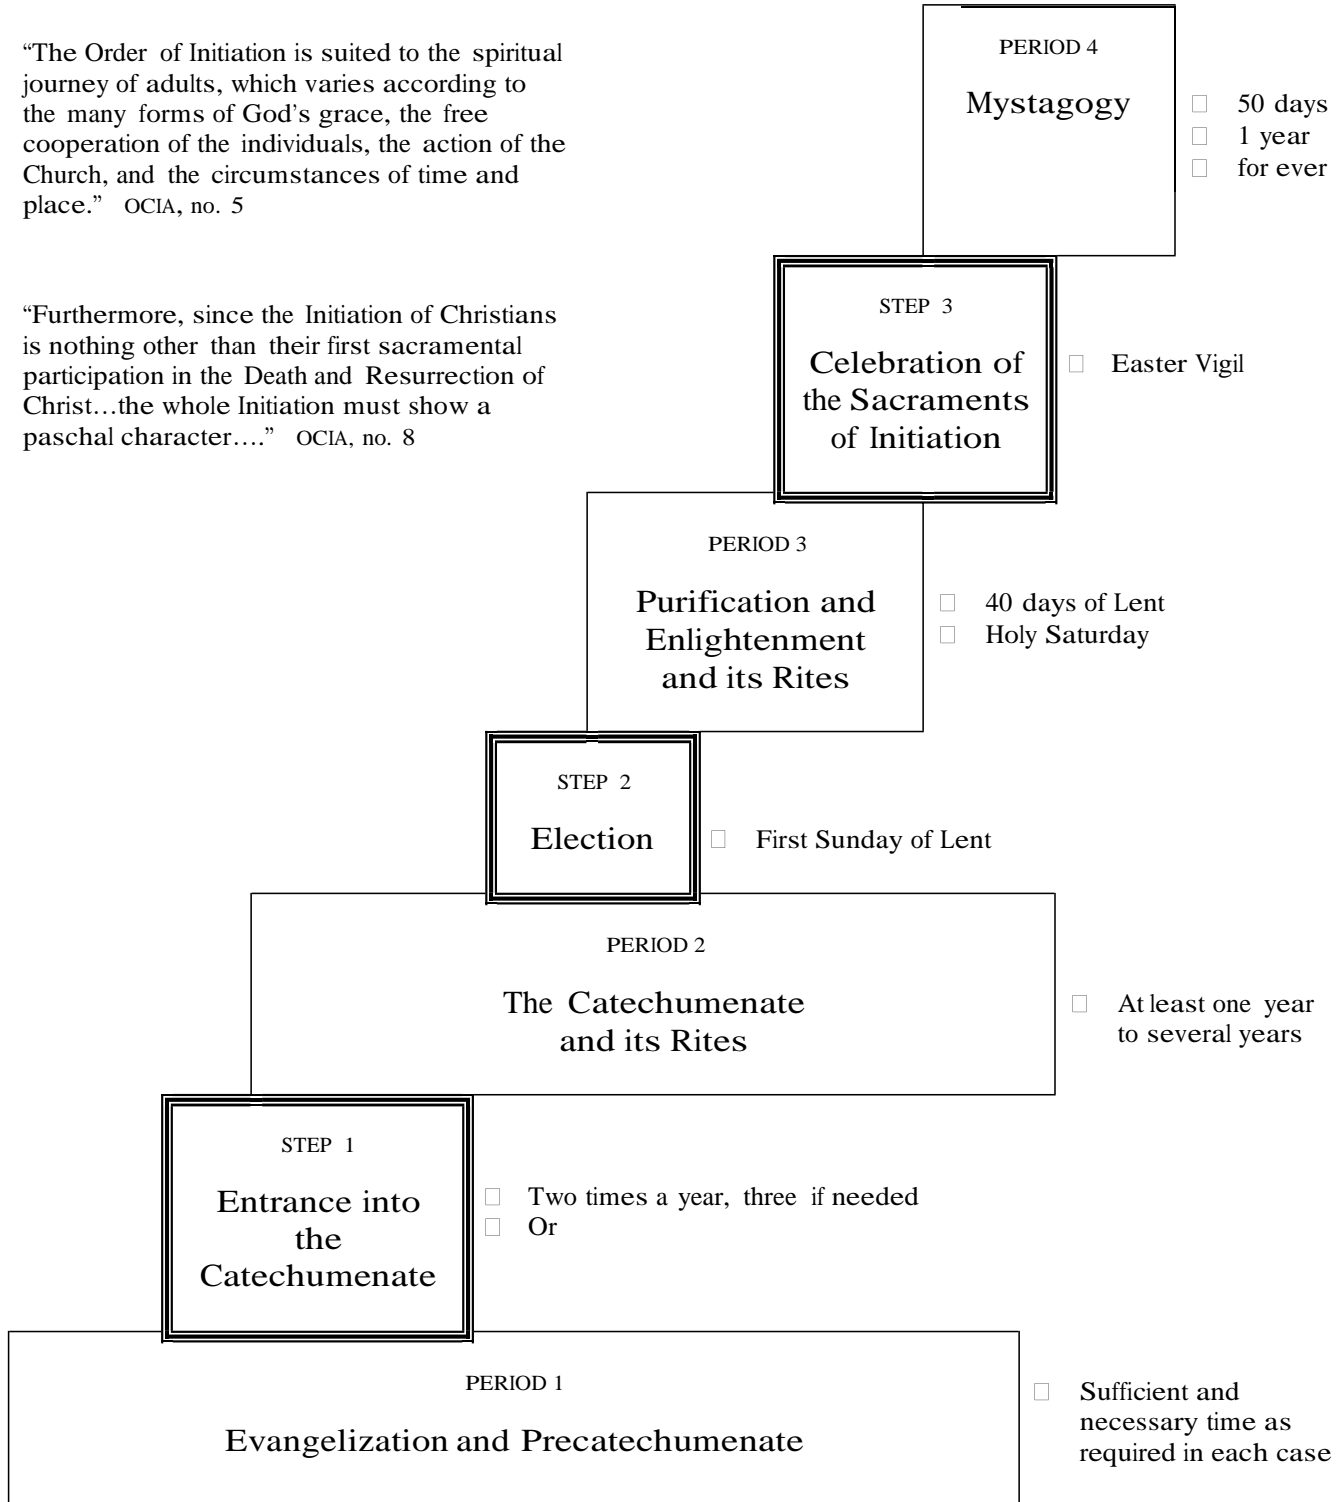 “The Order of Initiation is suited to the spiritual
journey of adults, which varies according to
the many forms of God’s grace, the free
cooperation of the individuals, the action of the
Church, and the circumstances of time and
place.” OCIA, no. 5
“Furthermore, since the Initiation of Christians
is nothing other than their first sacramental
participation in the Death and Resurrection of
Christ…the whole Initiation must show a
paschal character….” OCIA, no. 8
PERIOD 4
Mystagogy
50 days
1 year
for ever
STEP 3
Celebration of
the Sacraments
of Initiation
Easter Vigil
PERIOD 3
Purification and
Enlightenment
and its Rites
40 days of Lent
Holy Saturday
STEP 2
Election
First Sunday of Lent
PERIOD 2
The Catechumenate
and its Rites
At least one year
to several years
STEP 1
Entrance into
the
Catechumenate
Two times a year, three if needed
Or
PERIOD 1
Evangelization and Precatechumenate
Sufficient and
necessary time as
required in each case